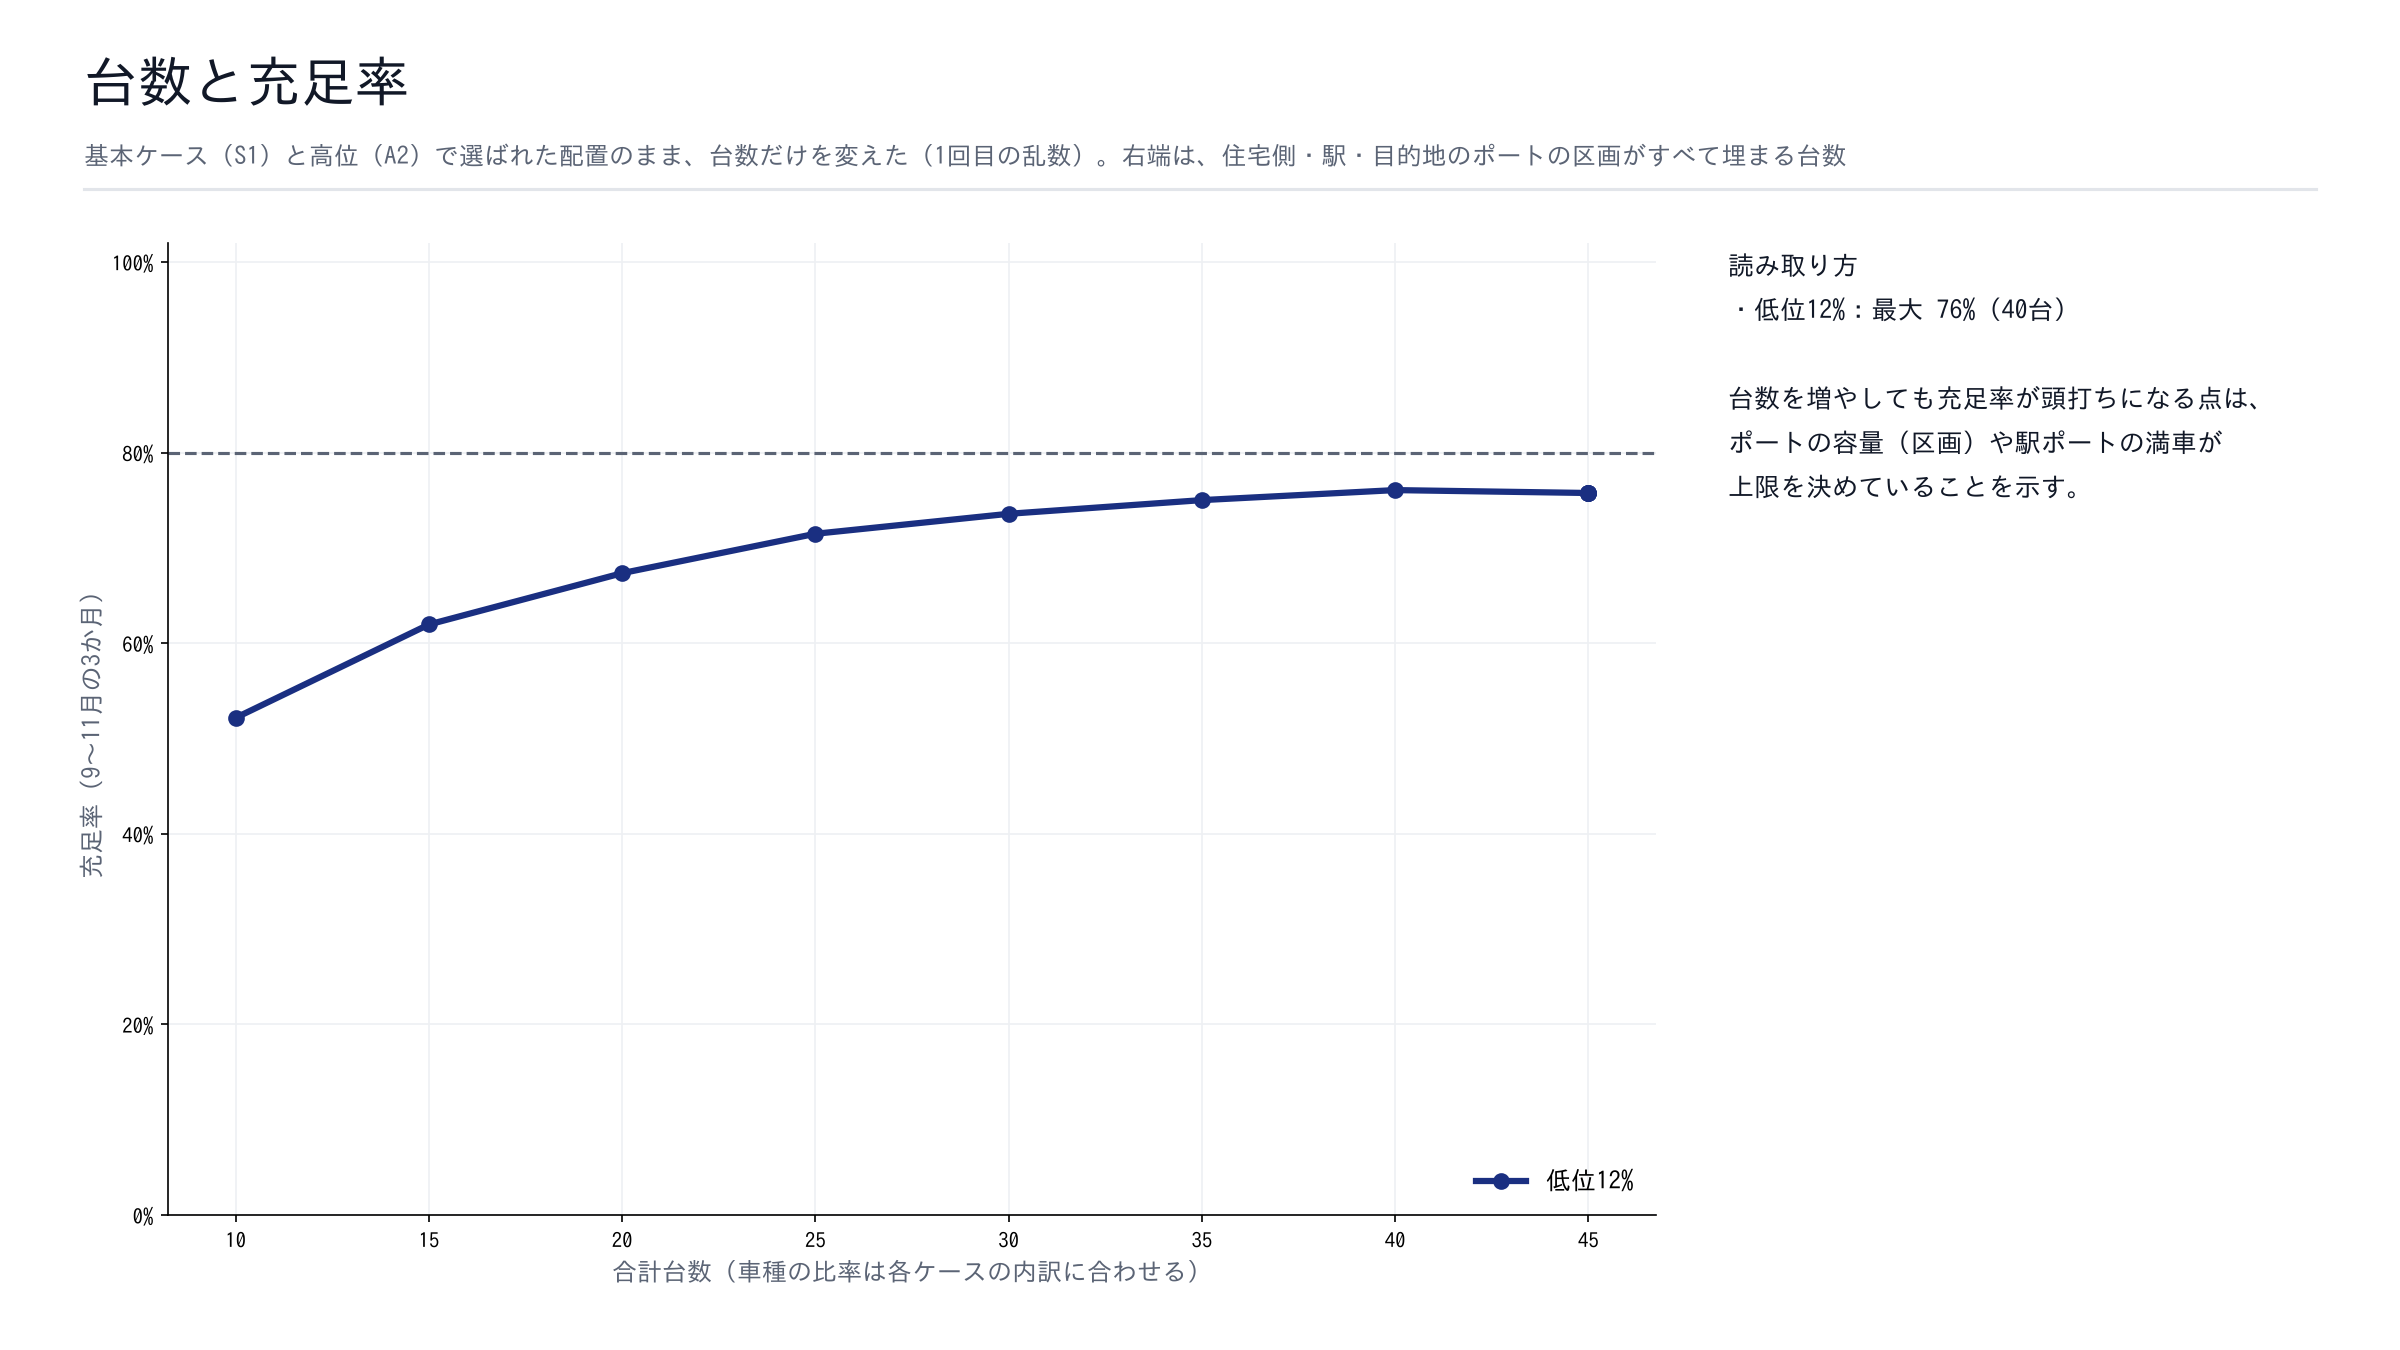 台数と充足率
基本ケース（S1）と高位（A2）で選ばれた配置のまま、台数だけを変えた（1回目の乱数）。右端は、住宅側・駅・目的地のポートの区画がすべて埋まる台数
100%
80%
60%
40%
20%
0%
充足率（9～11月の3か月）
10
15
20
25
30
35
40
45
合計台数（車種の比率は各ケースの内訳に合わせる）
低位12%
読み取り方
・低位12%：最大 76%（40台）
台数を増やしても充足率が頭打ちになる点は、
ポートの容量（区画）や駅ポートの満車が
上限を決めていることを示す。